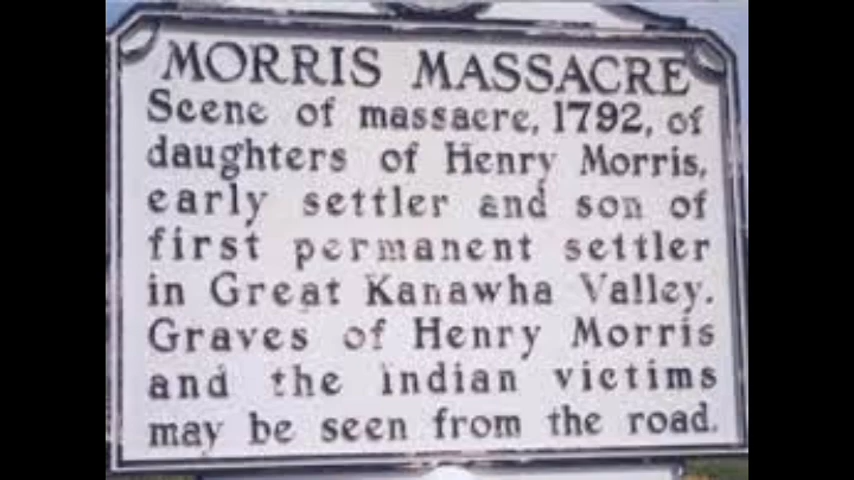 MORRIS MASSACRE
Scene of massacre, 1792, of
daughters of Henry Morris,
early settler and son of
first permanent settler
in Great Kanawha Valley.
Graves of Henry Morris
and the indian victims
may be seen from the road.